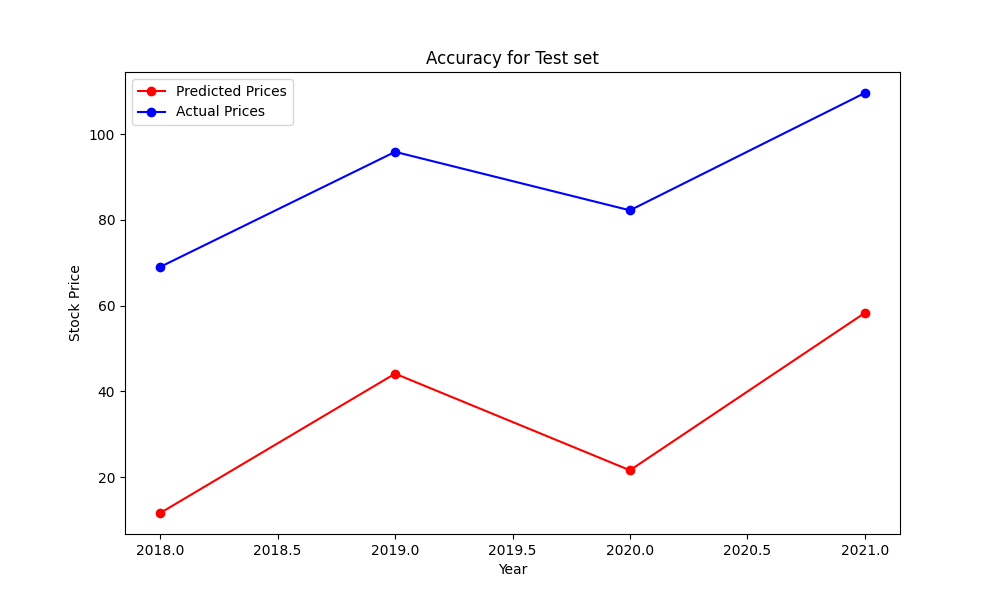 Accuracy for Test set
Predicted Prices
Actual Prices
100
80
60
40
20
Stock Price
2018.0 2018.5 2019.0 2019.5 2020.0 2020.5 2021.0
Year